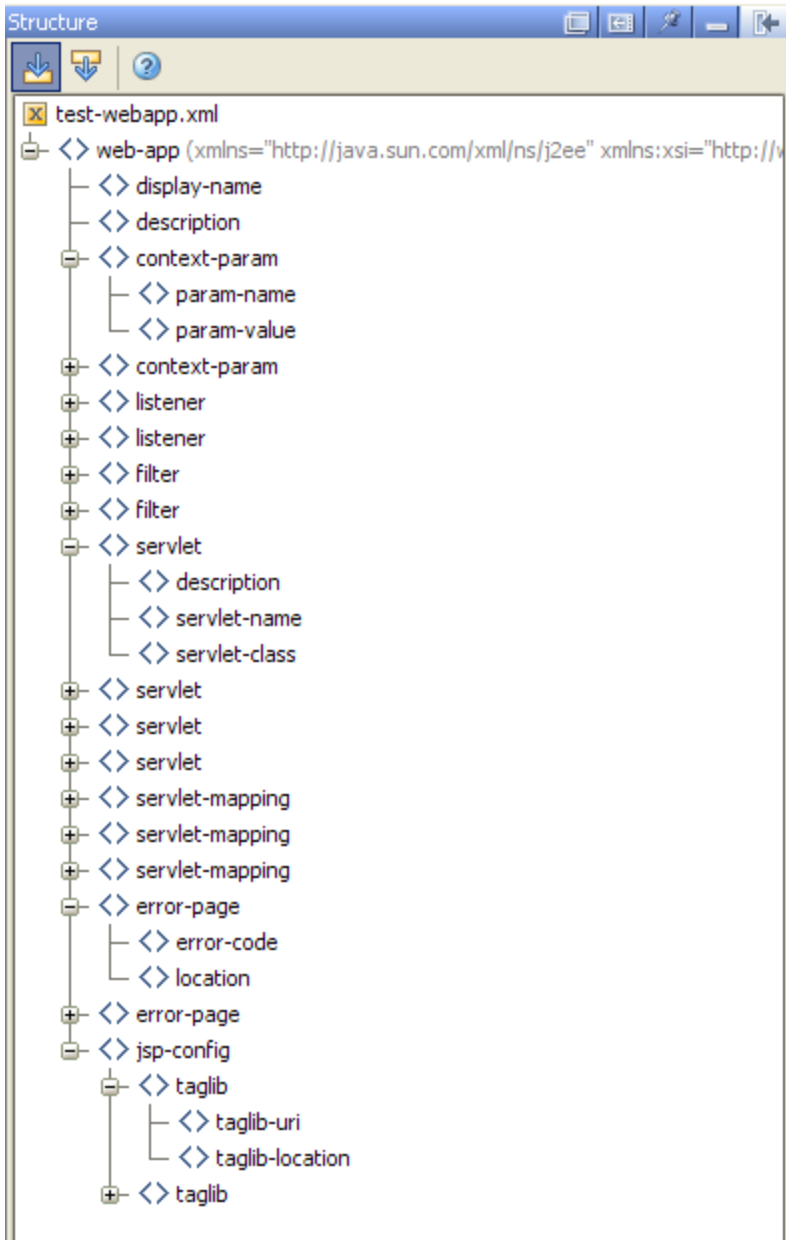 Structure
test-webapp.xml
web-app (xmlns="http://java.sun.com/xml/ns/j2ee" xmlns:xsi="http://w
display-name
description
context-param
param-name
param-value
context-param
listener
listener
filter
filter
servlet
description
servlet-name
servlet-class
servlet
servlet
servlet
servlet-mapping
servlet-mapping
servlet-mapping
error-page
error-code
location
error-page
jsp-config
taglib
taglib-uri
taglib-location
taglib